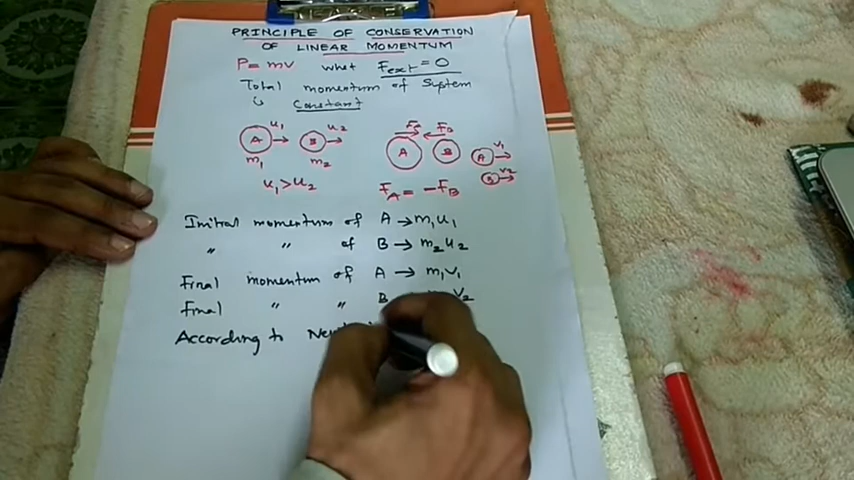 PRINCIPLE OF CONSERVATION
OF LINEAR MOMENTUM
P = mv when Fext = 0
Total momentum of System
is constant
A u1 B u2 FA FB A B A v1
m1 m2 B v2
u1 > u2 FA = -FB
Initial momentum of A → m1u1
" " of B → m2u2
Final momentum of A → m1v1
Final " " B v2
According to